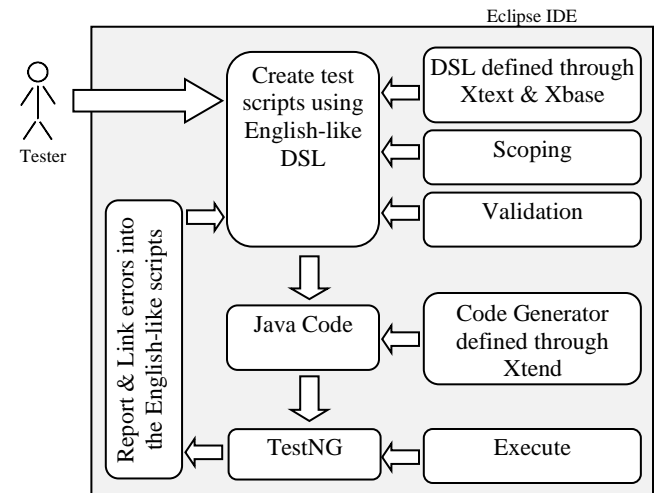 Eclipse IDE
Tester
Create test
scripts using
English-like
DSL
DSL defined through
Xtext & Xbase
Scoping
Validation
Report & Link errors into
the English-like scripts
Java Code
Code Generator
defined through
Xtend
TestNG
Execute